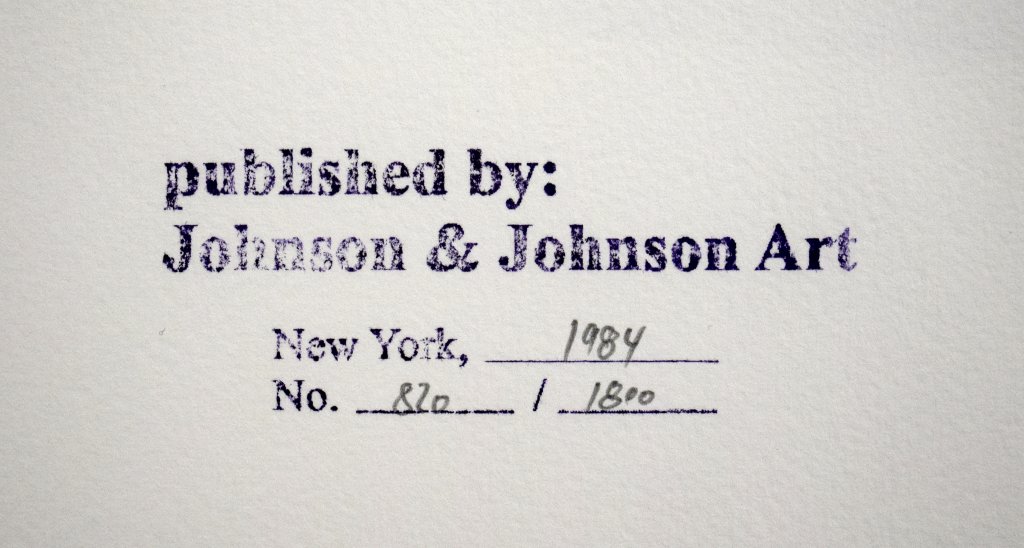 published by:
Johnson & Johnson Art
New York, 1984
No. 820 / 1800